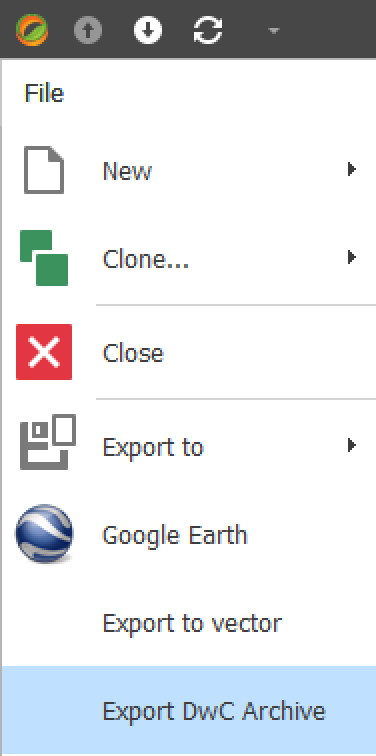 File
New
Clone...
Close
Export to
Google Earth
Export to vector
Export DwC Archive